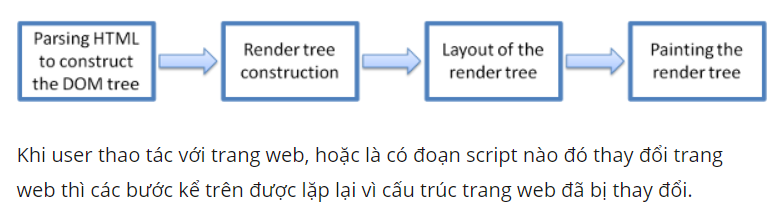 Parsing HTML
to construct
the DOM tree
Render tree
construction
Layout of the
render tree
Painting the
render tree
Khi user thao tác với trang web, hoặc là có đoạn script nào đó thay đổi trang
web thì các bước kể trên được lặp lại vì cấu trúc trang web đã bị thay đổi.